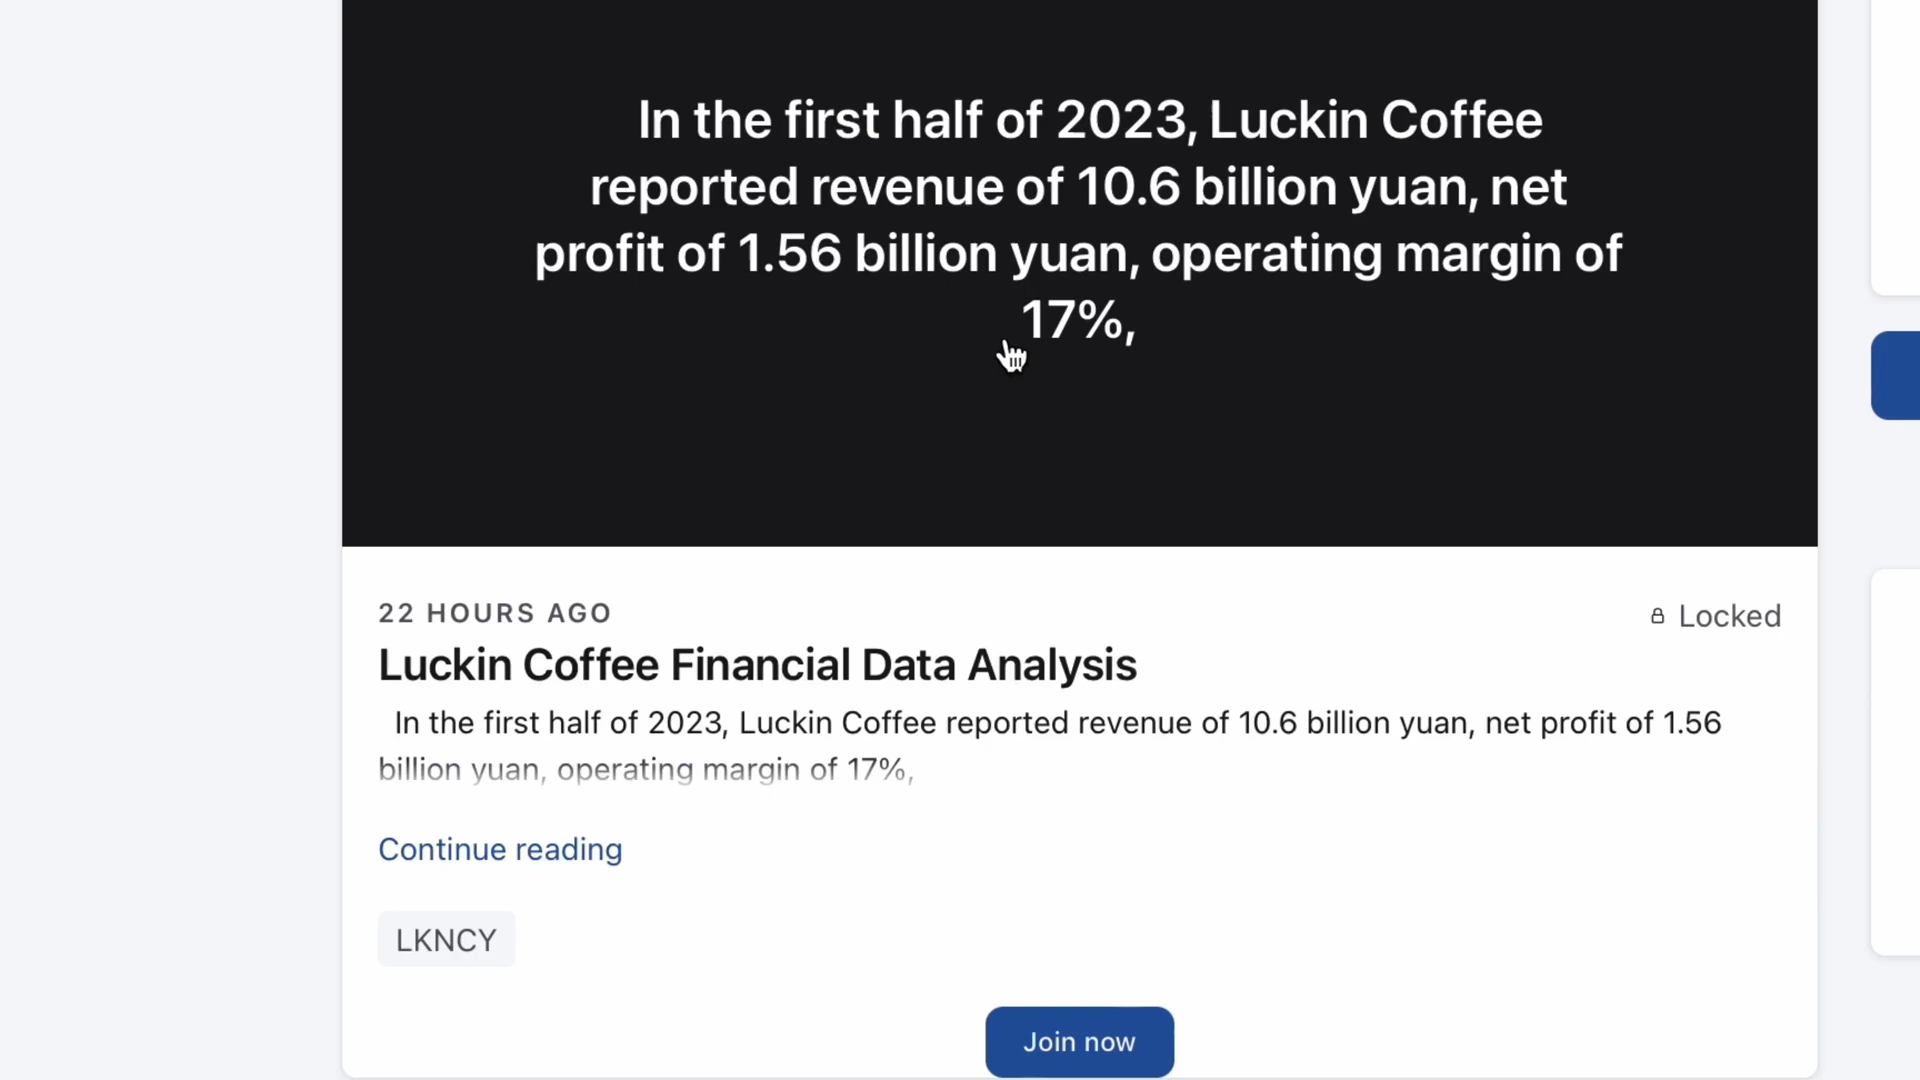 In the first half of 2023, Luckin Coffee
reported revenue of 10.6 billion yuan, net
profit of 1.56 billion yuan, operating margin of
17%,
22 HOURS AGO
Locked
Luckin Coffee Financial Data Analysis
In the first half of 2023, Luckin Coffee reported revenue of 10.6 billion yuan, net profit of 1.56
billion yuan, operating margin of 17%,
Continue reading
LKNCY
Join now